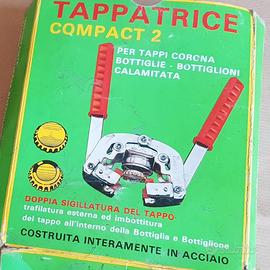 TAPPATRICE
COMPACT 2
PER TAPPI CORONA
BOTTIGLIE - BOTTIGLIONI
CALAMITATA
DOPPIA SIGILLATURA DEL TAPPO:
trafilatura esterna ed imbottitura
del tappo all'interno della Bottiglia e Bottiglione
COSTRUITA INTERAMENTE IN ACCIAIO